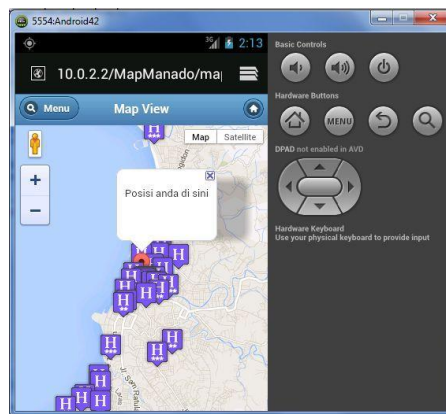 5554:Android42
3G 2:13
10.0.2.2/MapManado/ma
Menu
Map View
Map
Satellite
Posisi anda di sini
+
−
H
Basic Controls
Hardware Buttons
MENU
DPAD not enabled in AVD
Hardware Keyboard
Use your physical keyboard to provide input